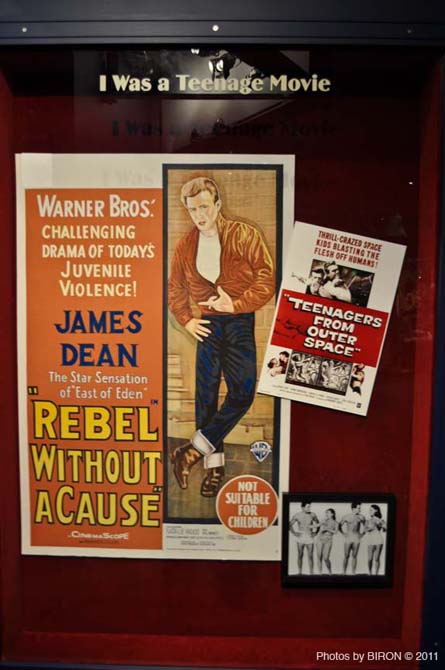 I Was a Teenage Movie
WARNER BROS.'
CHALLENGING
DRAMA OF TODAY'S
JUVENILE
VIOLENCE!
JAMES
DEAN
The Star Sensation
of 'East of Eden'
"REBEL
WITHOUT
A CAUSE"
IN CINEMASCOPE
WB
NOT
SUITABLE
FOR
CHILDREN
THRILL-CRAZED SPACE
KIDS BLASTING THE
FLESH OFF HUMANS!
"TEENAGERS
FROM
OUTER
SPACE"
Photos by BIRON © 2011